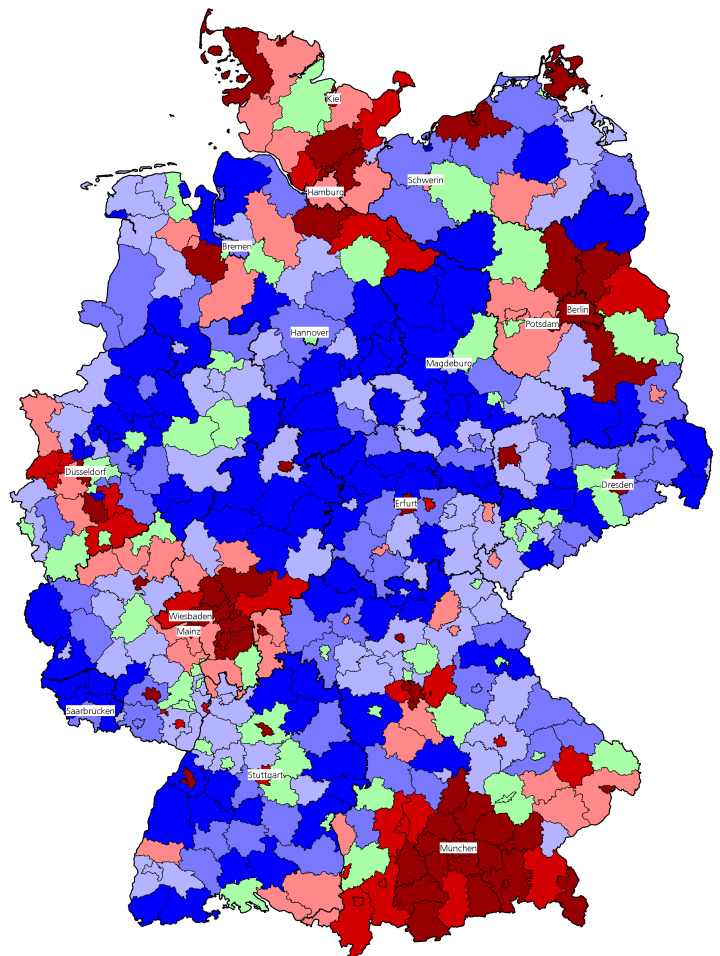 Kiel
Schwerin
Hamburg
Bremen
Berlin
Potsdam
Hannover
Magdeburg
Düsseldorf
Dresden
Erfurt
Wiesbaden
Mainz
Saarbrücken
Stuttgart
München